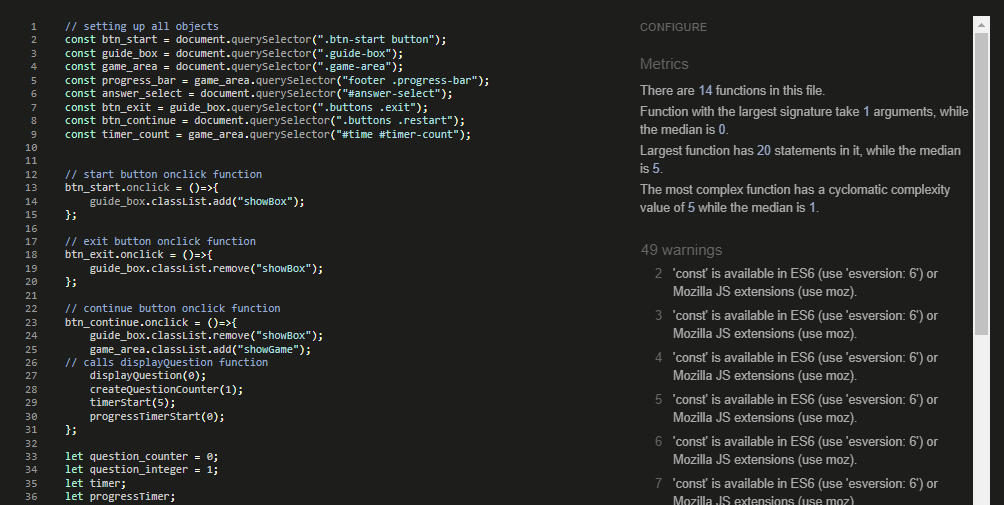 1 // setting up all objects
2 const btn_start = document.querySelector(".btn-start button");
3 const guide_box = document.querySelector(".guide-box");
4 const game_area = document.querySelector(".game-area");
5 const progress_bar = game_area.querySelector("footer .progress-bar");
6 const answer_select = document.querySelector("#answer-select");
7 const btn_exit = guide_box.querySelector(".buttons .exit");
8 const btn_continue = document.querySelector(".buttons .restart");
9 const timer_count = game_area.querySelector("#time #timer-count");
10
11
12 // start button onclick function
13 btn_start.onclick = ()=>{
14 guide_box.classList.add("showBox");
15 };
16
17 // exit button onclick function
18 btn_exit.onclick = ()=>{
19 guide_box.classList.remove("showBox");
20 };
21
22 // continue button onclick function
23 btn_continue.onclick = ()=>{
24 guide_box.classList.remove("showBox");
25 game_area.classList.add("showGame");
26 // calls displayQuestion function
27 displayQuestion(0);
28 createQuestionCounter(1);
29 timerStart(5);
30 progressTimerStart(0);
31 };
32
33 let question_counter = 0;
34 let question_integer = 1;
35 let timer;
36 let progressTimer;
CONFIGURE
Metrics
There are 14 functions in this file.
Function with the largest signature take 1 arguments, while
the median is 0.
Largest function has 20 statements in it, while the median
is 5.
The most complex function has a cyclomatic complexity
value of 5 while the median is 1.
49 warnings
2 'const' is available in ES6 (use 'esversion: 6') or
Mozilla JS extensions (use moz).
3 'const' is available in ES6 (use 'esversion: 6') or
Mozilla JS extensions (use moz).
4 'const' is available in ES6 (use 'esversion: 6') or
Mozilla JS extensions (use moz).
5 'const' is available in ES6 (use 'esversion: 6') or
Mozilla JS extensions (use moz).
6 'const' is available in ES6 (use 'esversion: 6') or
Mozilla JS extensions (use moz).
7 'const' is available in ES6 (use 'esversion: 6') or
Mozilla JS extensions (use moz)